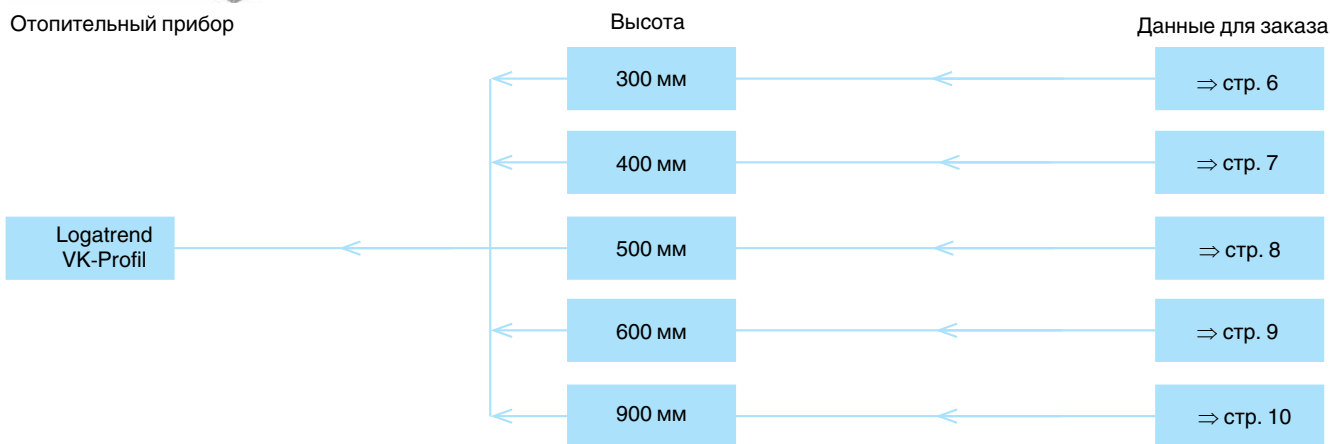 Отопительный прибор
Высота
Данные для заказа
300 мм
⇒ стр. 6
400 мм
⇒ стр. 7
Logatrend
VK-Profil
500 мм
⇒ стр. 8
600 мм
⇒ стр. 9
900 мм
⇒ стр. 10